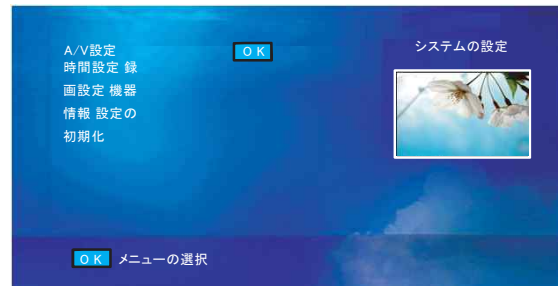 A/V設定
OK
システムの設定
時間設定 録
画設定 機器
情報 設定の
初期化
OK メニューの選択